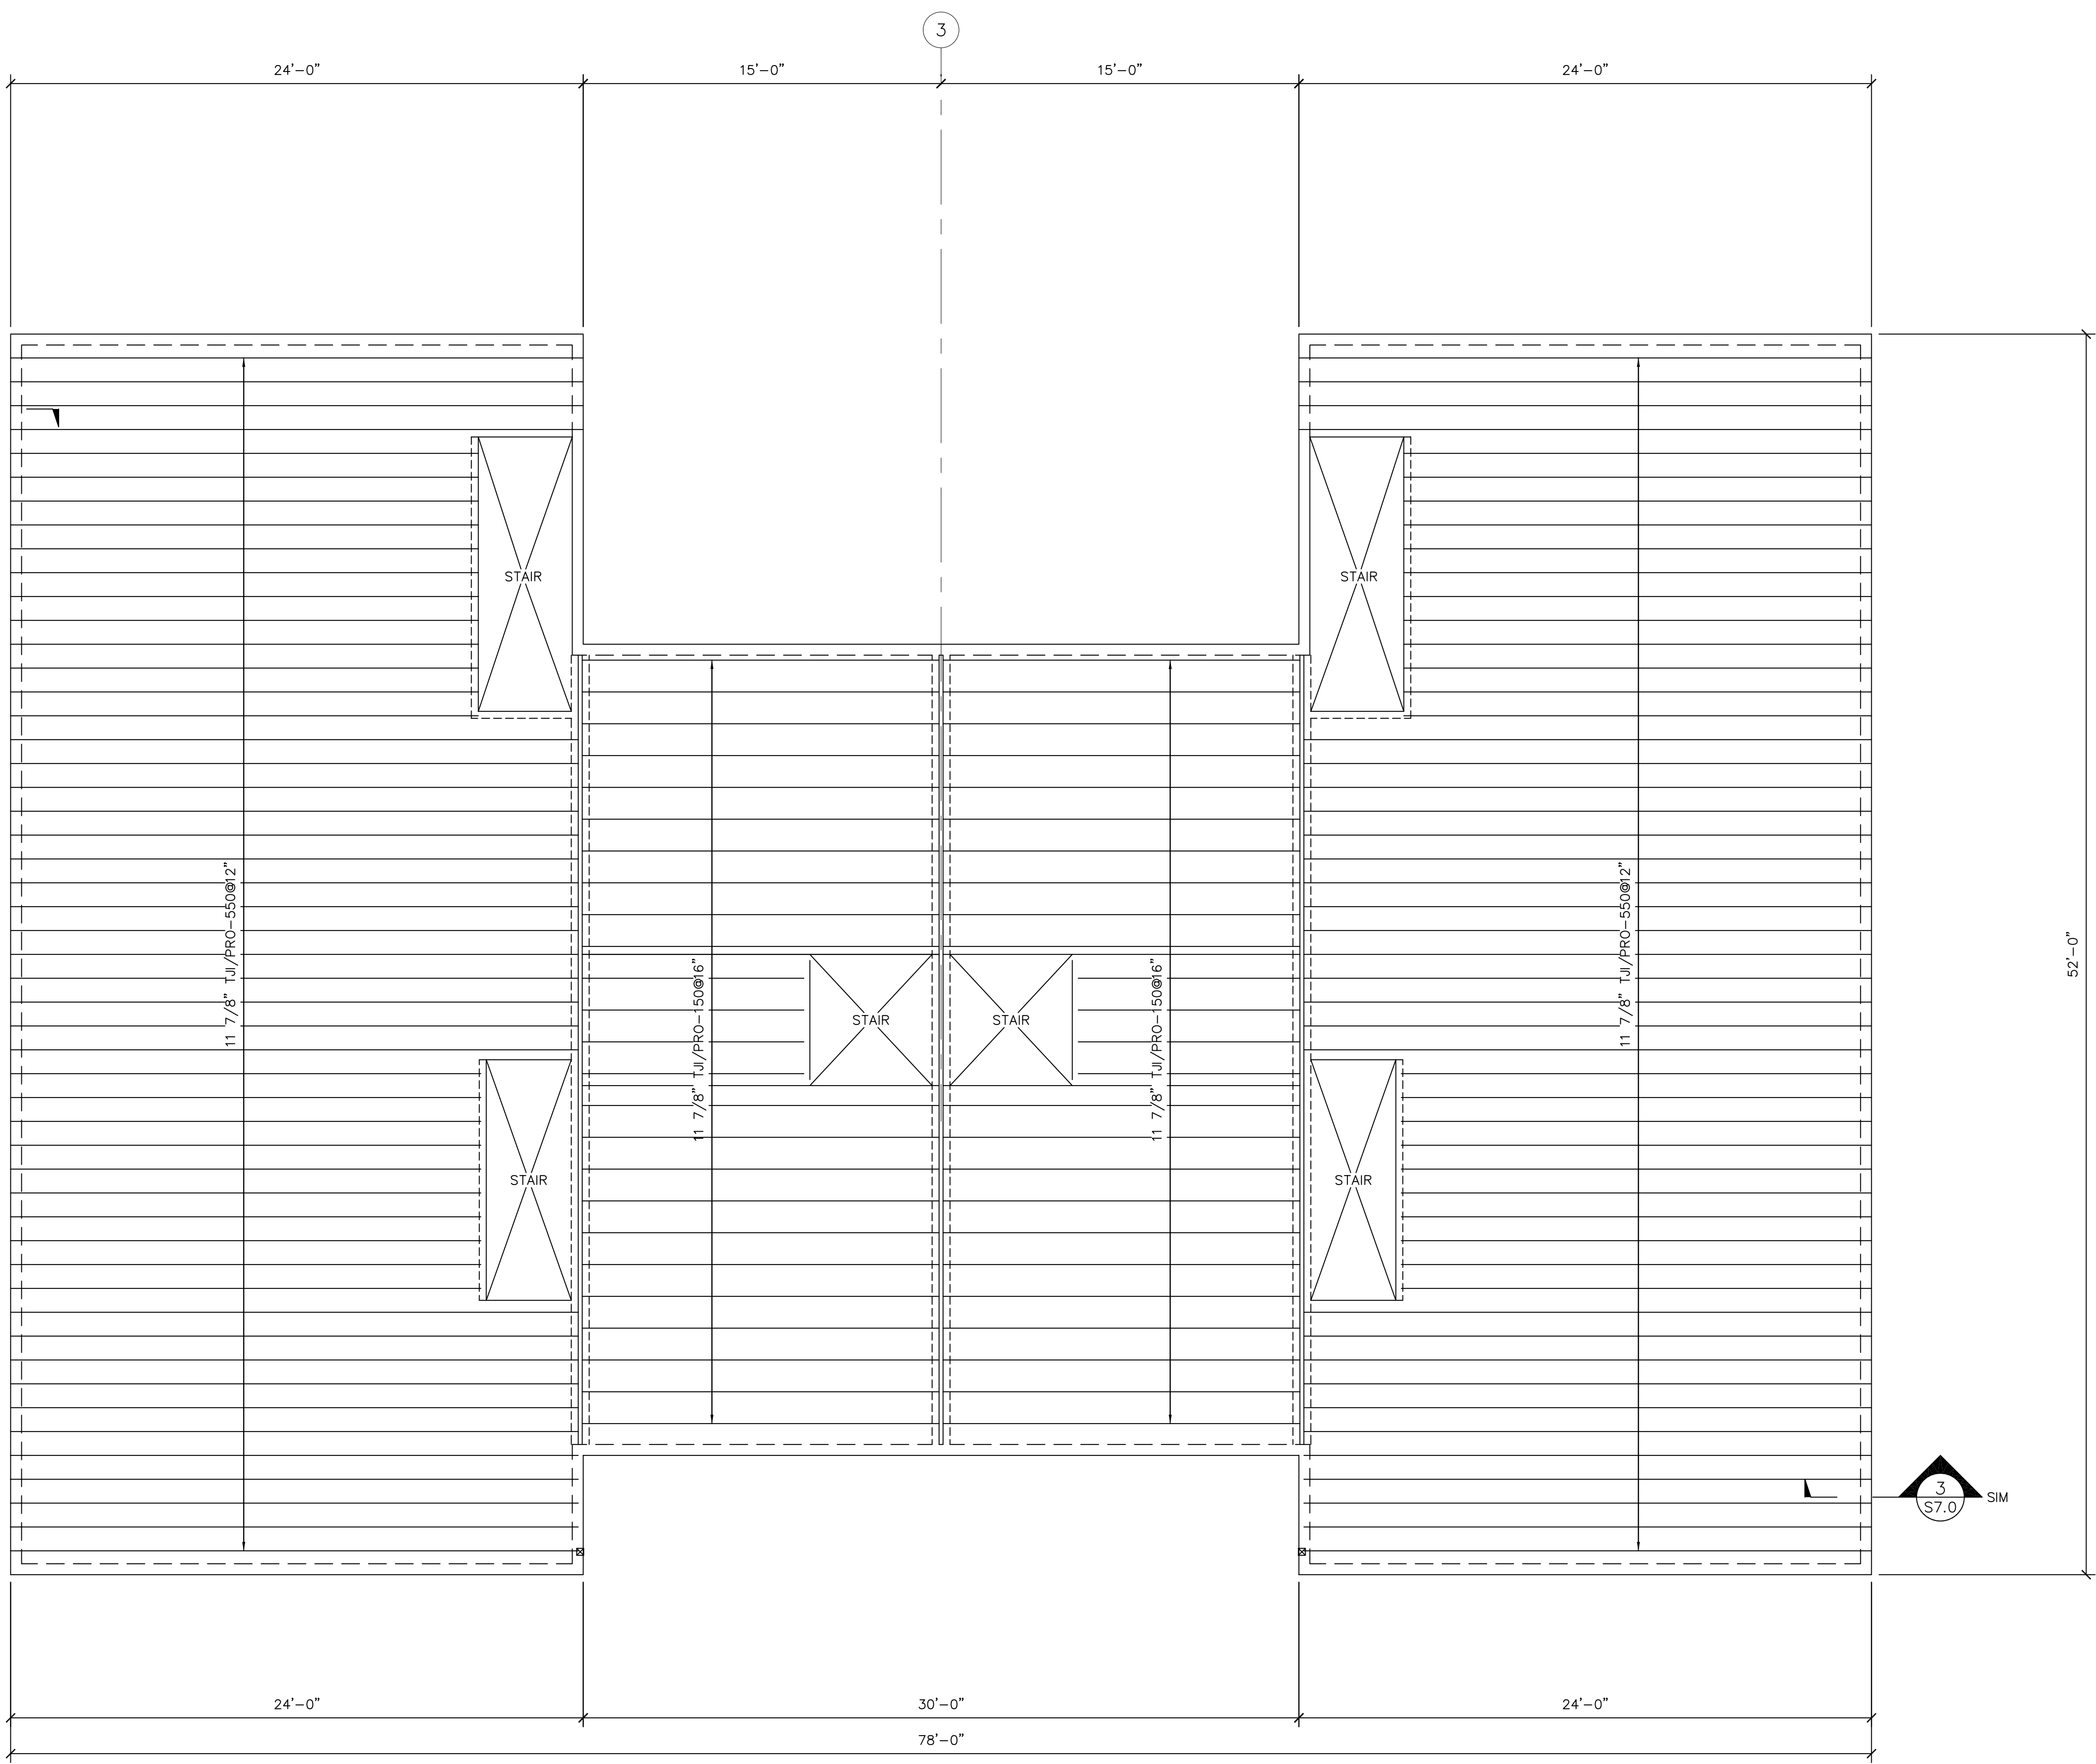 3
24'-0"
15'-0"
15'-0"
24'-0"
STAIR
STAIR
11 7/8" TJI/PRO-550@12"
11 7/8" TJI/PRO-150@16"
11 7/8" TJI/PRO-150@16"
11 7/8" TJI/PRO-550@12"
52'-0"
STAIR
STAIR
STAIR
STAIR
3
S7.0
SIM
24'-0"
30'-0"
24'-0"
78'-0"